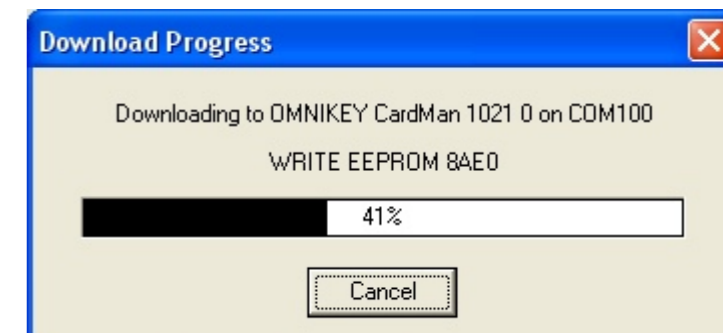 Download Progress
Downloading to OMNIKEY CardMan 1021 0 on COM100
WRITE EEPROM 8AE0
41%
Cancel